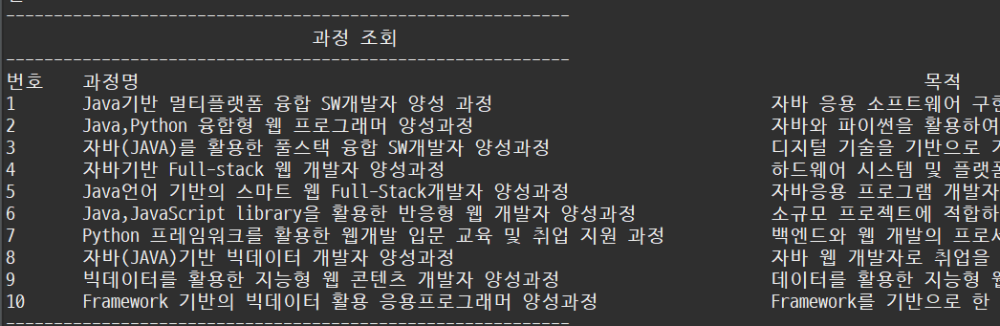 ------------------------------------------------------------
과정 조회
------------------------------------------------------------
번호 과정명 목적
1 Java기반 멀티플랫폼 융합 SW개발자 양성 과정 자바 응용 소프트웨어
2 Java,Python 융합형 웹 프로그래머 양성과정 자바와 파이썬을 활용하여
3 자바(JAVA)를 활용한 풀스택 융합 SW개발자 양성과정 디지털 기술을 기반으로
4 자바기반 Full-stack 웹 개발자 양성과정 하드웨어 시스템 및 플랫폼
5 Java언어 기반의 스마트 웹 Full-Stack개발자 양성과정 자바응용 프로그램 개발자
6 Java,JavaScript library을 활용한 반응형 웹 개발자 양성과정 소규모 프로젝트에 적합하
7 Python 프레임워크를 활용한 웹개발 입문 교육 및 취업 지원 과정 백엔드와 웹 개발의
8 자바(JAVA)기반 빅데이터 개발자 양성과정 자바 웹 개발자로 취업을
9 빅데이터를 활용한 지능형 웹 콘텐츠 개발자 양성과정 데이터를 활용한 지능형
10 Framework 기반의 빅데이터 활용 응용프로그래머 양성과정 Framework를 기반으로 한
------------------------------------------------------------